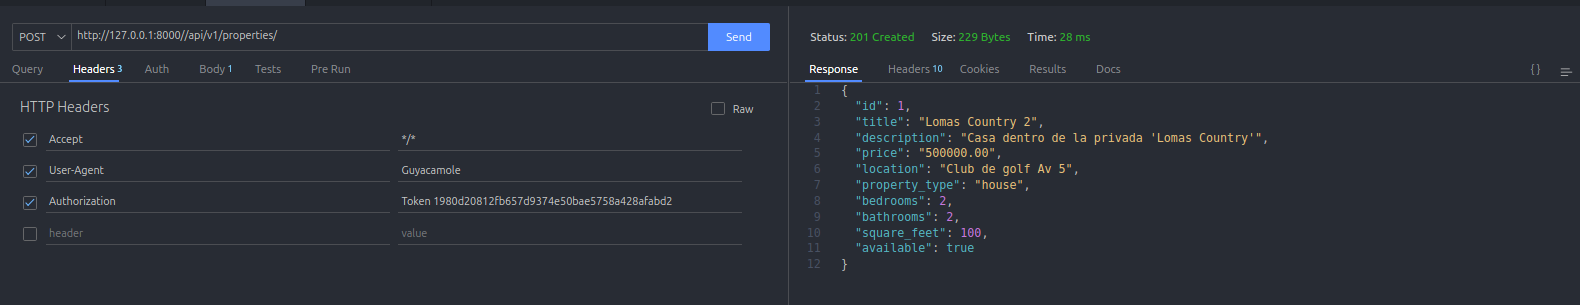 POST http://127.0.0.1:8000//api/v1/properties/ Send
Query Headers 3 Auth Body 1 Tests Pre Run
HTTP Headers Raw
Accept */*
User-Agent Guyacamole
Authorization Token 1980d20812fb657d9374e50bae5758a428afabd2
header value
Status: 201 Created Size: 229 Bytes Time: 28 ms
Response Headers 10 Cookies Results Docs {}
1 {
2 "id": 1,
3 "title": "Lomas Country 2",
4 "description": "Casa dentro de la privada 'Lomas Country'",
5 "price": "500000.00",
6 "location": "Club de golf Av 5",
7 "property_type": "house",
8 "bedrooms": 2,
9 "bathrooms": 2,
10 "square_feet": 100,
11 "available": true
12 }